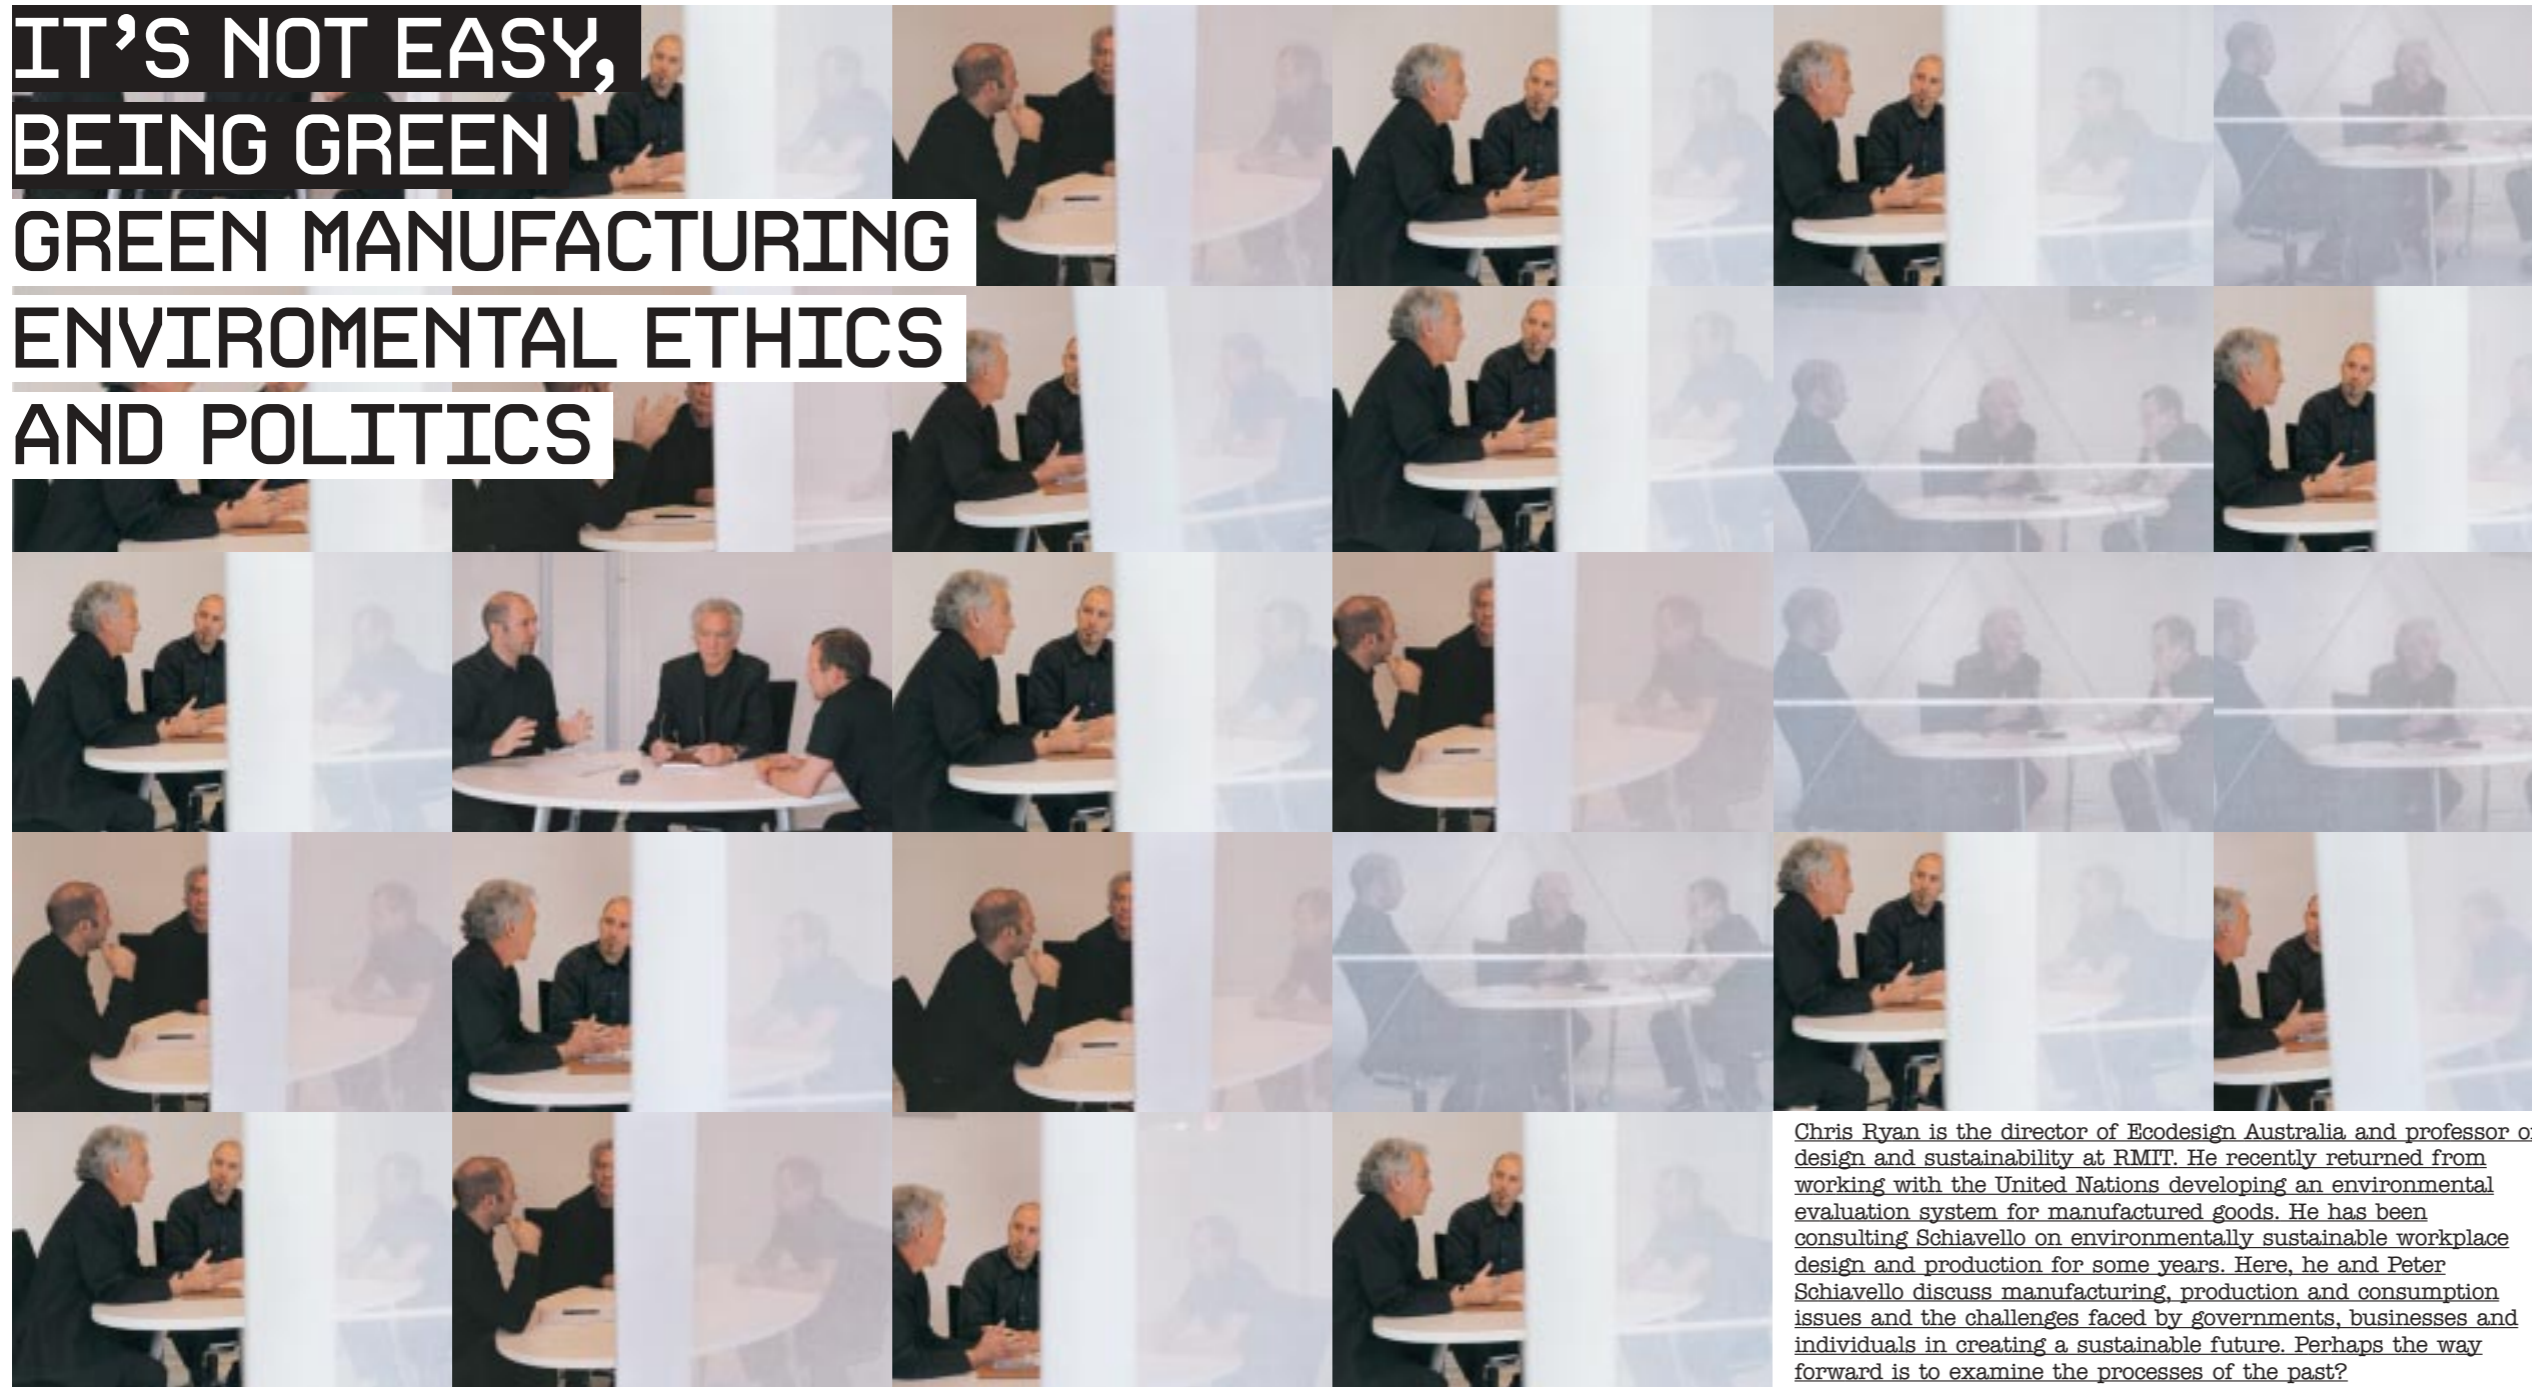 IT’S NOT EASY,
BEING GREEN
GREEN MANUFACTURING
ENVIROMENTAL ETHICS
AND POLITICS
Chris Ryan is the director of Ecodesign Australia and professor
design and sustainability at RMIT. He recently returned from
working with the United Nations developing an environmental
evaluation system for manufactured goods. He has been
consulting Schiavello on environmentally sustainable workplace
design and production for some years. Here, he and Peter
Schiavello discuss manufacturing, production and consumption
issues and the challenges faced by governments, businesses and
individuals in creating a sustainable future. Perhaps the way
forward is to examine the processes of the past?